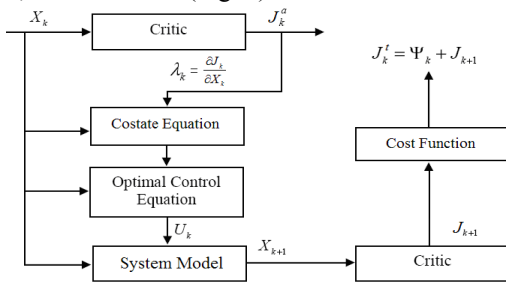 X_k
Critic
J_k^a
λ_k = ∂J_k/∂X_k
J_k^t = Ψ_k + J_{k+1}
Costate Equation
Cost Function
Optimal Control
Equation
U_k
J_{k+1}
System Model
X_{k+1}
Critic